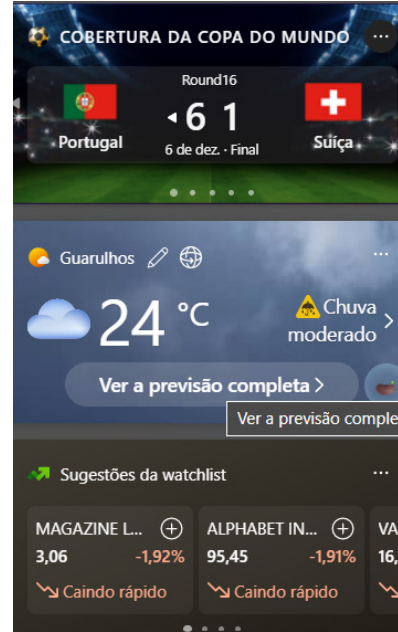 COBERTURA DA COPA DO MUNDO
Round16
6 1
Portugal
6 de dez. · Final
Suíça
Guarulhos
24 °C
Chuva
moderado
Ver a previsão completa >
Ver a previsão comple
Sugestões da watchlist
MAGAZINE L...
3,06 -1,92%
Caindo rápido
ALPHABET IN...
95,45 -1,91%
Caindo rápido
VA
16,